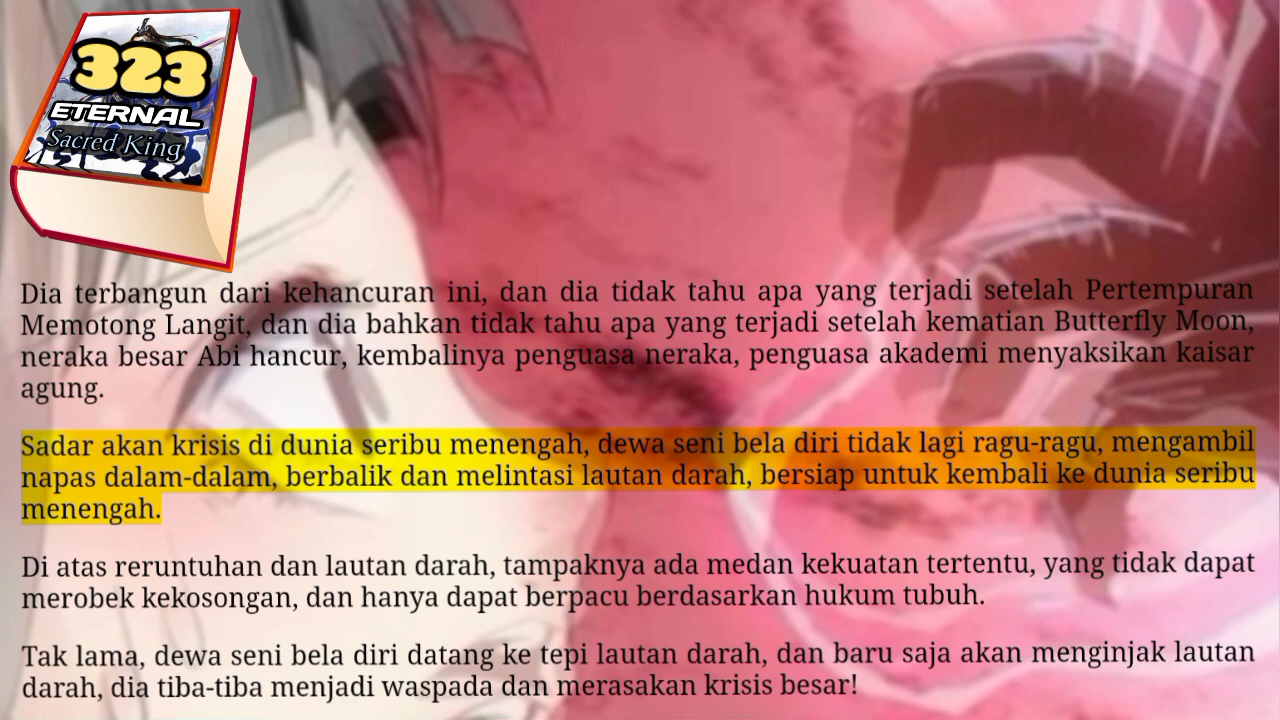 323
ETERNAL
Sacred King
Dia terbangun dari kehancuran ini, dan dia tidak tahu apa yang terjadi setelah Pertempuran
Memotong Langit, dan dia bahkan tidak tahu apa yang terjadi setelah kematian Butterfly Moon,
neraka besar Abi hancur, kembalinya penguasa neraka, penguasa akademi menyaksikan kaisar
agung.
Sadar akan krisis di dunia seribu menengah, dewa seni bela diri tidak lagi ragu-ragu, mengambil
napas dalam-dalam, berbalik dan melintasi lautan darah, bersiap untuk kembali ke dunia seribu
menengah.
Di atas reruntuhan dan lautan darah, tampaknya ada medan kekuatan tertentu, yang tidak dapat
merobek kekosongan, dan hanya dapat berpacu berdasarkan hukum tubuh.
Tak lama, dewa seni bela diri datang ke tepi lautan darah, dan baru saja akan menginjak lautan
darah, dia tiba-tiba menjadi waspada dan merasakan krisis besar!